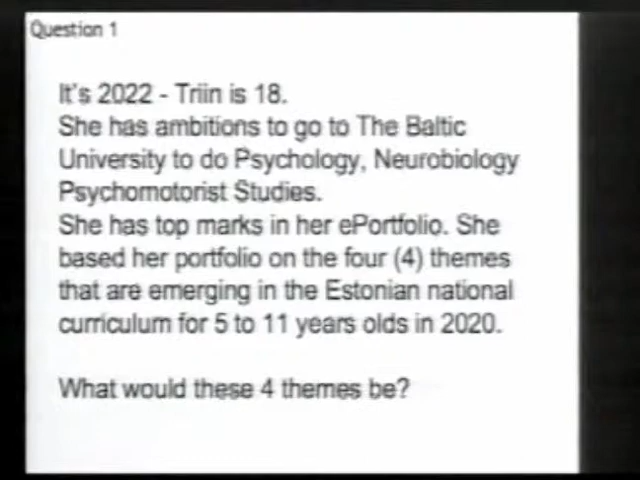 Question 1
It's 2022 - Triin is 18.
She has ambitions to go to The Baltic
University to do Psychology, Neurobiology
Psychomotorist Studies.
She has top marks in her ePortfolio. She
based her portfolio on the four (4) themes
that are emerging in the Estonian national
curriculum for 5 to 11 years olds in 2020.
What would these 4 themes be?